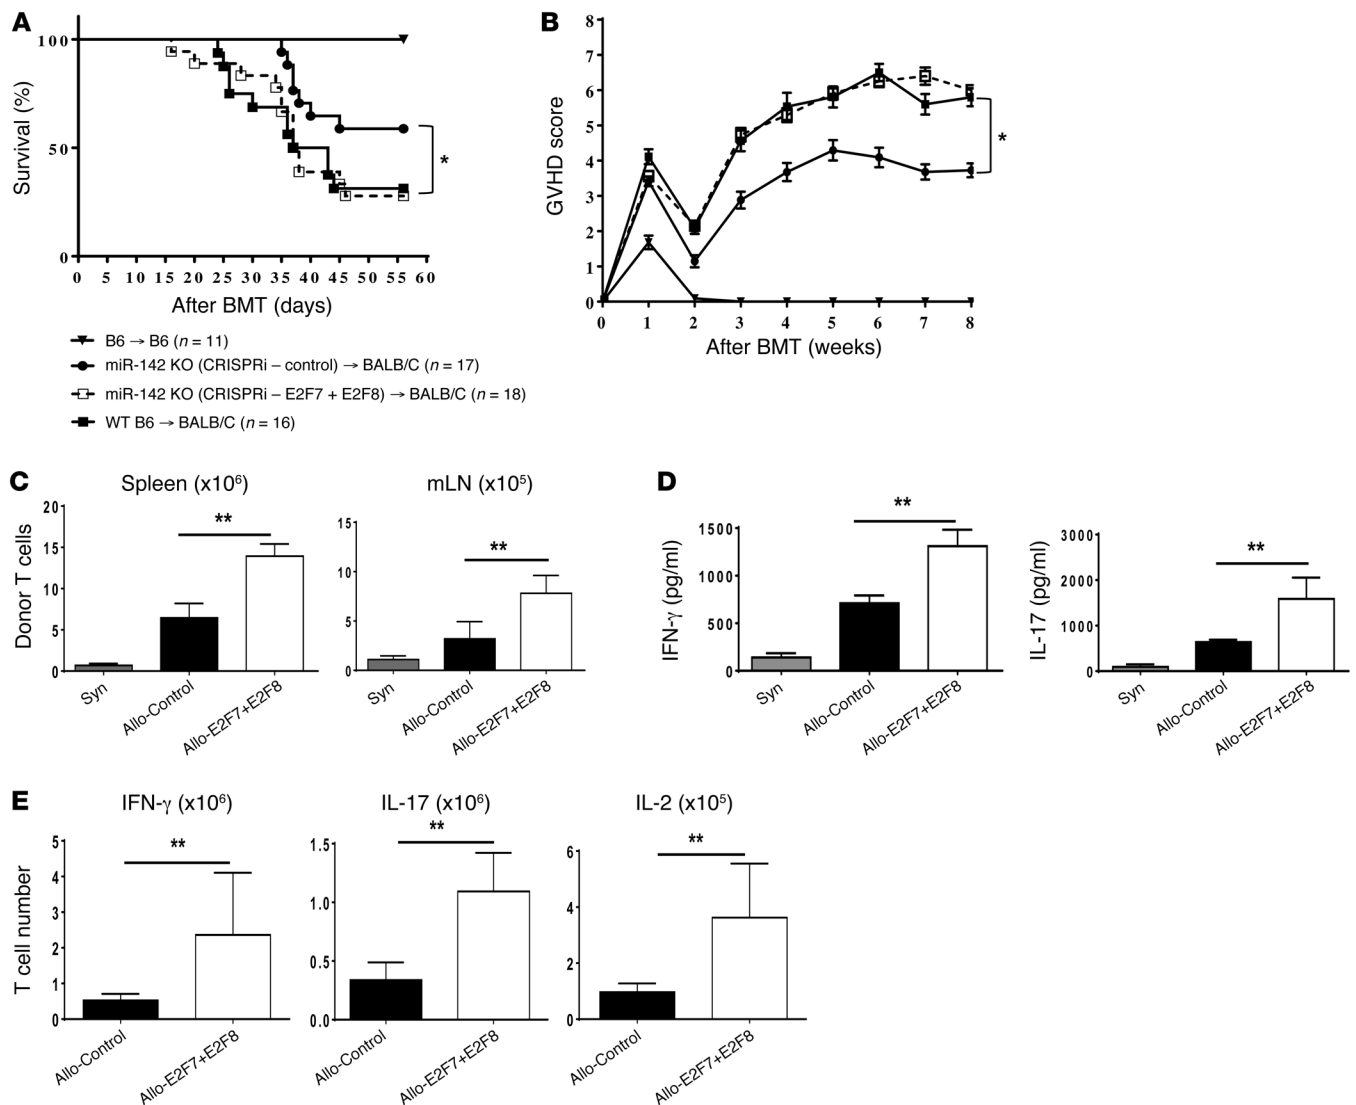 A
100
50
0
Survival (%)
0 5 10 15 20 25 30 35 40 45 50 55 60
After BMT (days)
*
B6 → B6 (n = 11)
miR-142 KO (CRISPRi – control) → BALB/C (n = 17)
miR-142 KO (CRISPRi – E2F7 + E2F8) → BALB/C (n = 18)
WT B6 → BALB/C (n = 16)
B
8
7
6
5
4
3
2
1
0
GVHD score
0 1 2 3 4 5 6 7 8
After BMT (weeks)
*
C
Spleen (x10⁶)
20
15
10
5
0
Donor T cells
**
Syn
Allo-Control
Allo-E2F7+E2F8
mLN (x10⁵)
15
10
5
0
**
Syn
Allo-Control
Allo-E2F7+E2F8
D
1500
1000
500
0
IFN-γ (pg/ml)
**
Syn
Allo-Control
Allo-E2F7+E2F8
3000
2000
1000
0
IL-17 (pg/ml)
**
Syn
Allo-Control
Allo-E2F7+E2F8
E
IFN-γ (x10⁶)
5
4
3
2
1
0
T cell number
**
Allo-Control
Allo-E2F7+E2F8
IL-17 (x10⁶)
1.5
1.0
0.5
0.0
**
Allo-Control
Allo-E2F7+E2F8
IL-2 (x10⁵)
6
4
2
0
**
Allo-Control
Allo-E2F7+E2F8